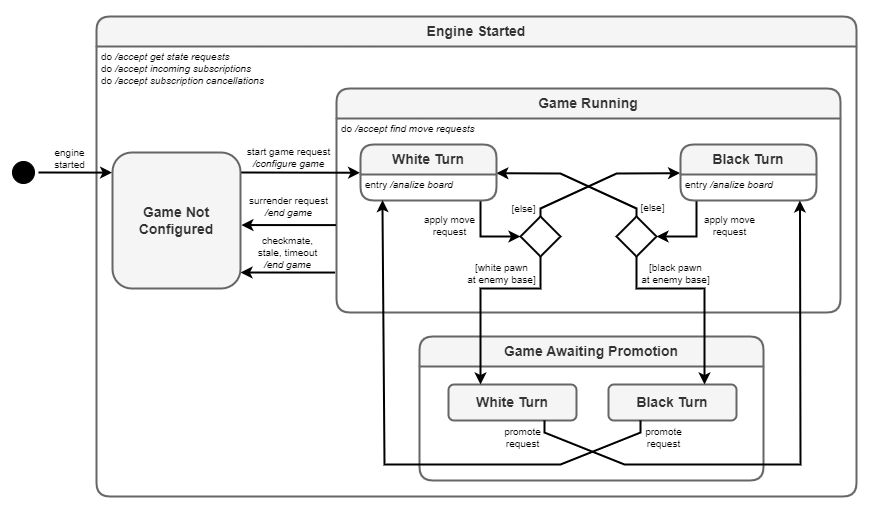 Engine Started
do /accept get state requests
do /accept incoming subscriptions
do /accept subscription cancellations
engine
started
Game Not
Configured
start game request
/configure game
surrender request
/end game
checkmate,
stale, timeout
/end game
Game Running
do /accept find move requests
White Turn
entry /analize board
Black Turn
entry /analize board
apply move
request
[else]
[else]
apply move
request
[white pawn
at enemy base]
[black pawn
at enemy base]
Game Awaiting Promotion
White Turn
Black Turn
promote
request
promote
request